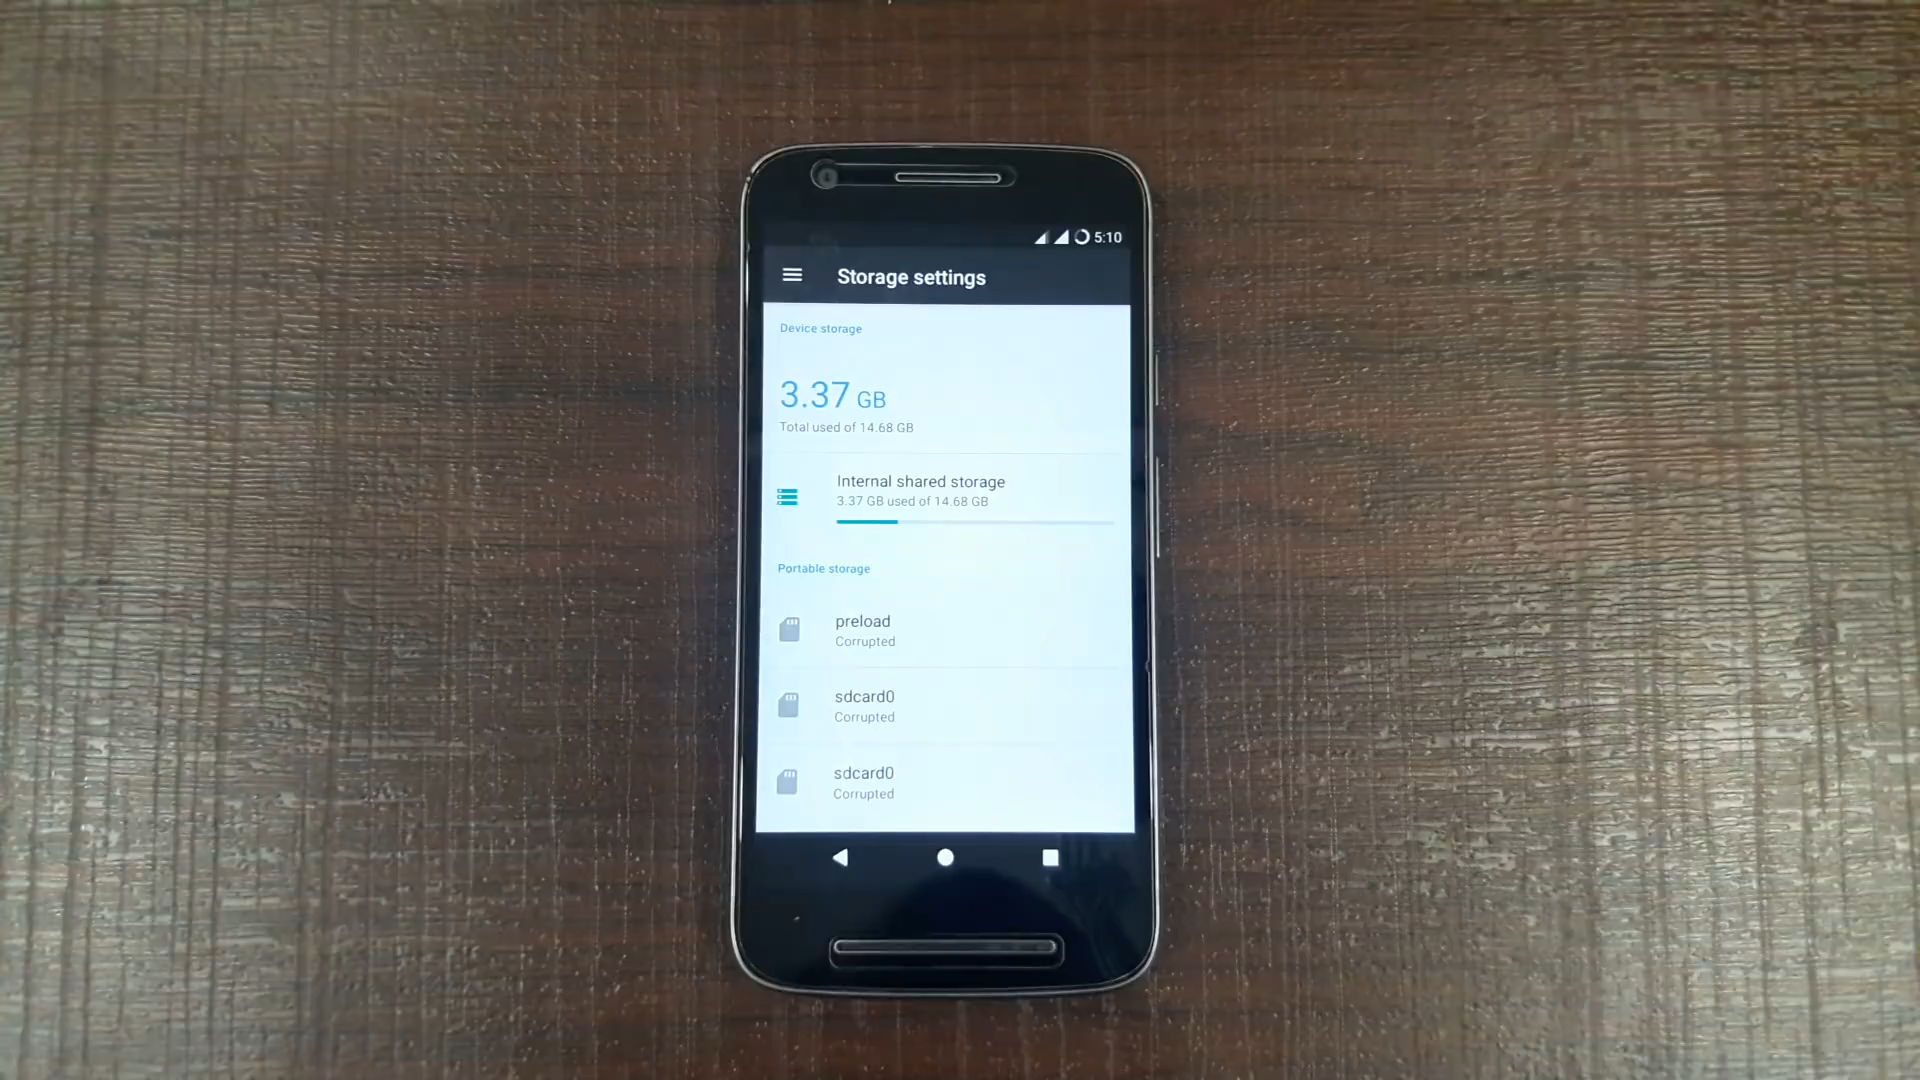 5:10
Storage settings
Device storage
3.37 GB
Total used of 14.68 GB
Internal shared storage
3.37 GB used of 14.68 GB
Portable storage
preload
Corrupted
sdcard0
Corrupted
sdcard0
Corrupted